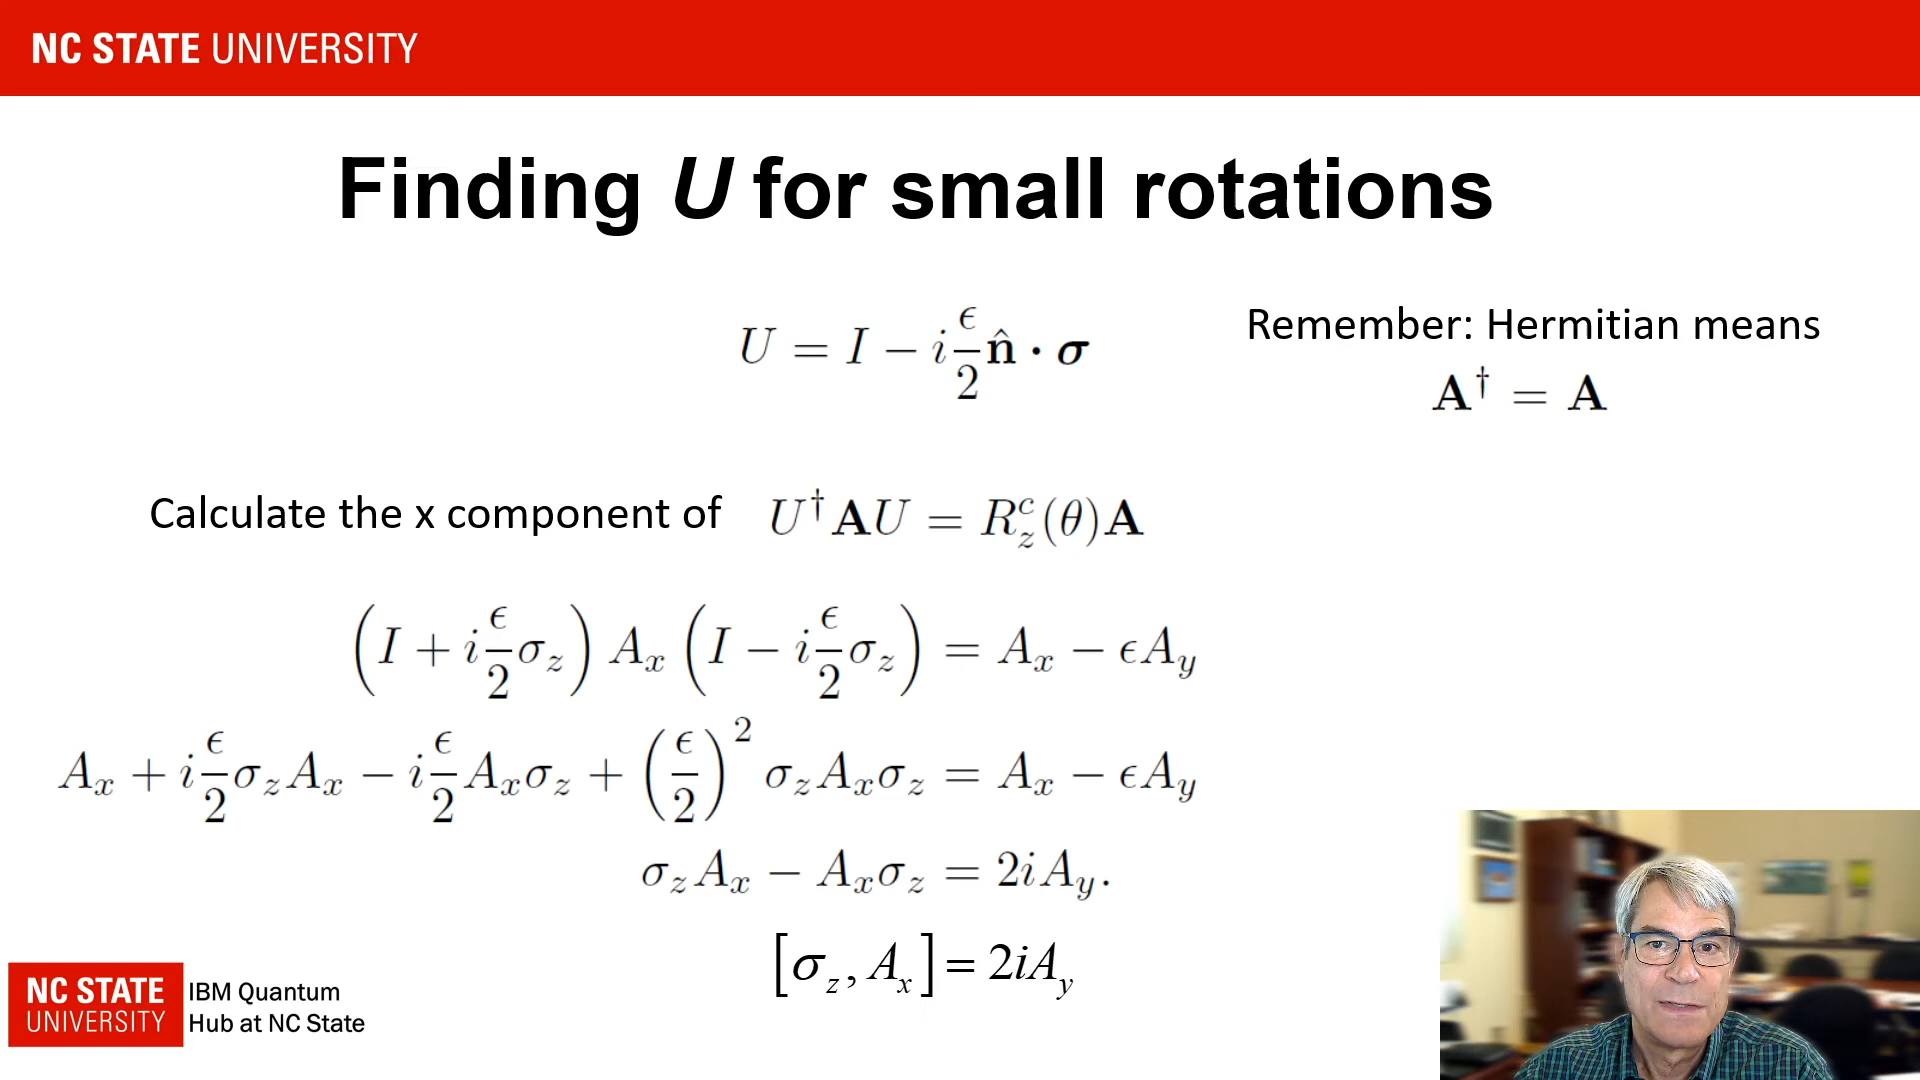 NC STATE UNIVERSITY
Finding U for small rotations
U = I − i ϵ/2 n̂ · σ
Remember: Hermitian means
A† = A
Calculate the x component of U†AU = R_z^c(θ)A
(I + i ϵ/2 σ_z) A_x (I − i ϵ/2 σ_z) = A_x − ϵA_y
A_x + i ϵ/2 σ_z A_x − i ϵ/2 A_x σ_z + (ϵ/2)^2 σ_z A_x σ_z = A_x − ϵA_y
σ_z A_x − A_x σ_z = 2iA_y.
[σ_z, A_x] = 2iA_y
NC STATE
UNIVERSITY
IBM Quantum
Hub at NC State